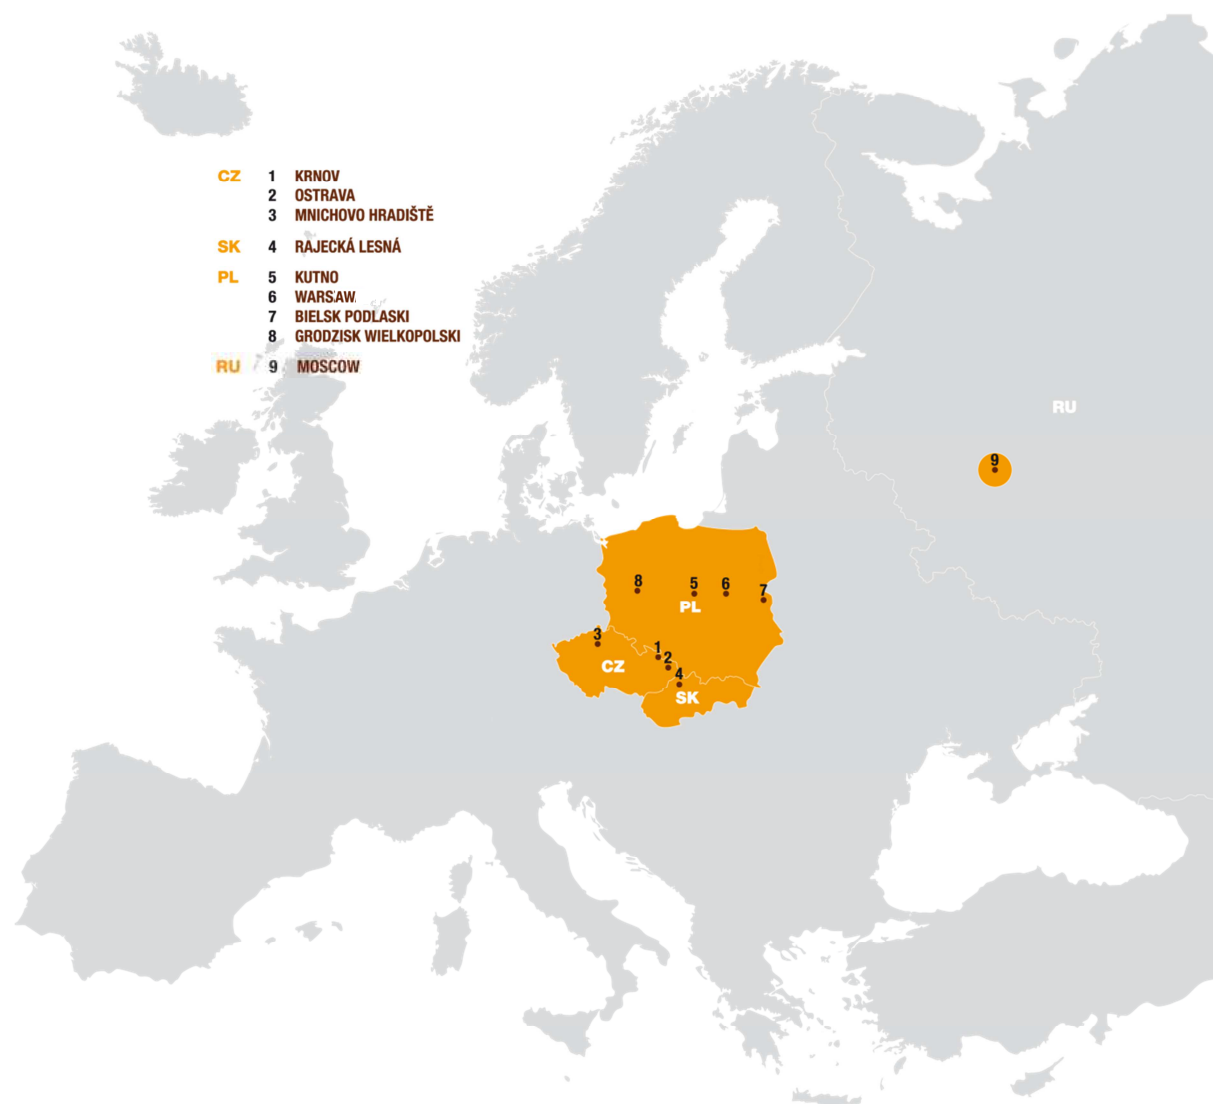 CZ 1 KRNOV
2 OSTRAVA
3 MNICHOVO HRADIŠTĚ
SK 4 RAJECKÁ LESNÁ
PL 5 KUTNO
6 WARSAW
7 BIELSK PODLASKI
8 GRODZISK WIELKOPOLSKI
RU 9 MOSCOW
RU
9
8 5 6 7
PL
3
1
CZ 2
4
SK